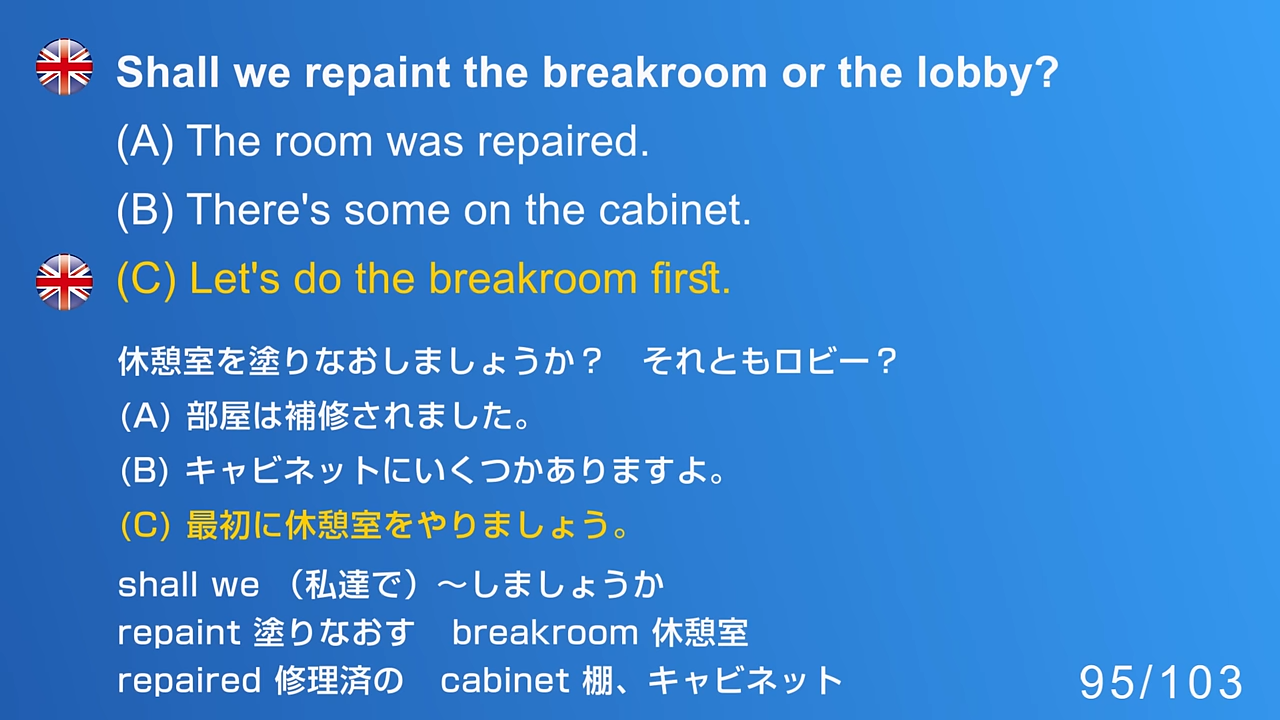 Shall we repaint the breakroom or the lobby?
(A) The room was repaired.
(B) There's some on the cabinet.
(C) Let's do the breakroom first.
休憩室を塗りなおしましょうか？　それともロビー？
(A) 部屋は補修されました。
(B) キャビネットにいくつかありますよ。
(C) 最初に休憩室をやりましょう。
shall we （私達で）～しましょうか
repaint 塗りなおす　breakroom 休憩室
repaired 修理済の　cabinet 棚、キャビネット
95/103